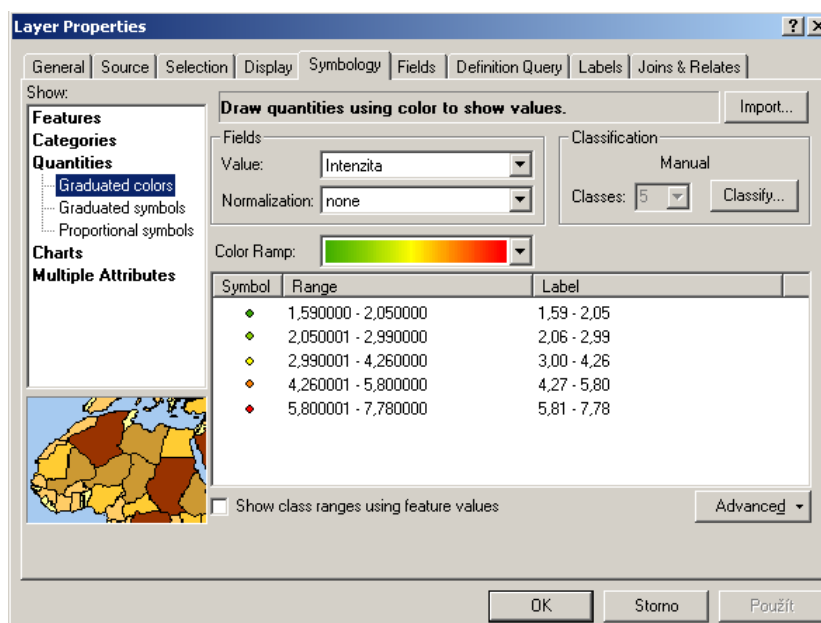 Layer Properties
General Source Selection Display Symbology Fields Definition Query Labels Joins & Relates
Show:
Features
Categories
Quantities
Graduated colors
Graduated symbols
Proportional symbols
Charts
Multiple Attributes
Draw quantities using color to show values.
Import...
Fields
Value: Intenzita
Normalization: none
Classification
Manual
Classes: 5 Classify...
Color Ramp:
Symbol Range Label
1,590000 - 2,050000 1,59 - 2,05
2,050001 - 2,990000 2,06 - 2,99
2,990001 - 4,260000 3,00 - 4,26
4,260001 - 5,800000 4,27 - 5,80
5,800001 - 7,780000 5,81 - 7,78
Show class ranges using feature values
Advanced
OK Storno Použít